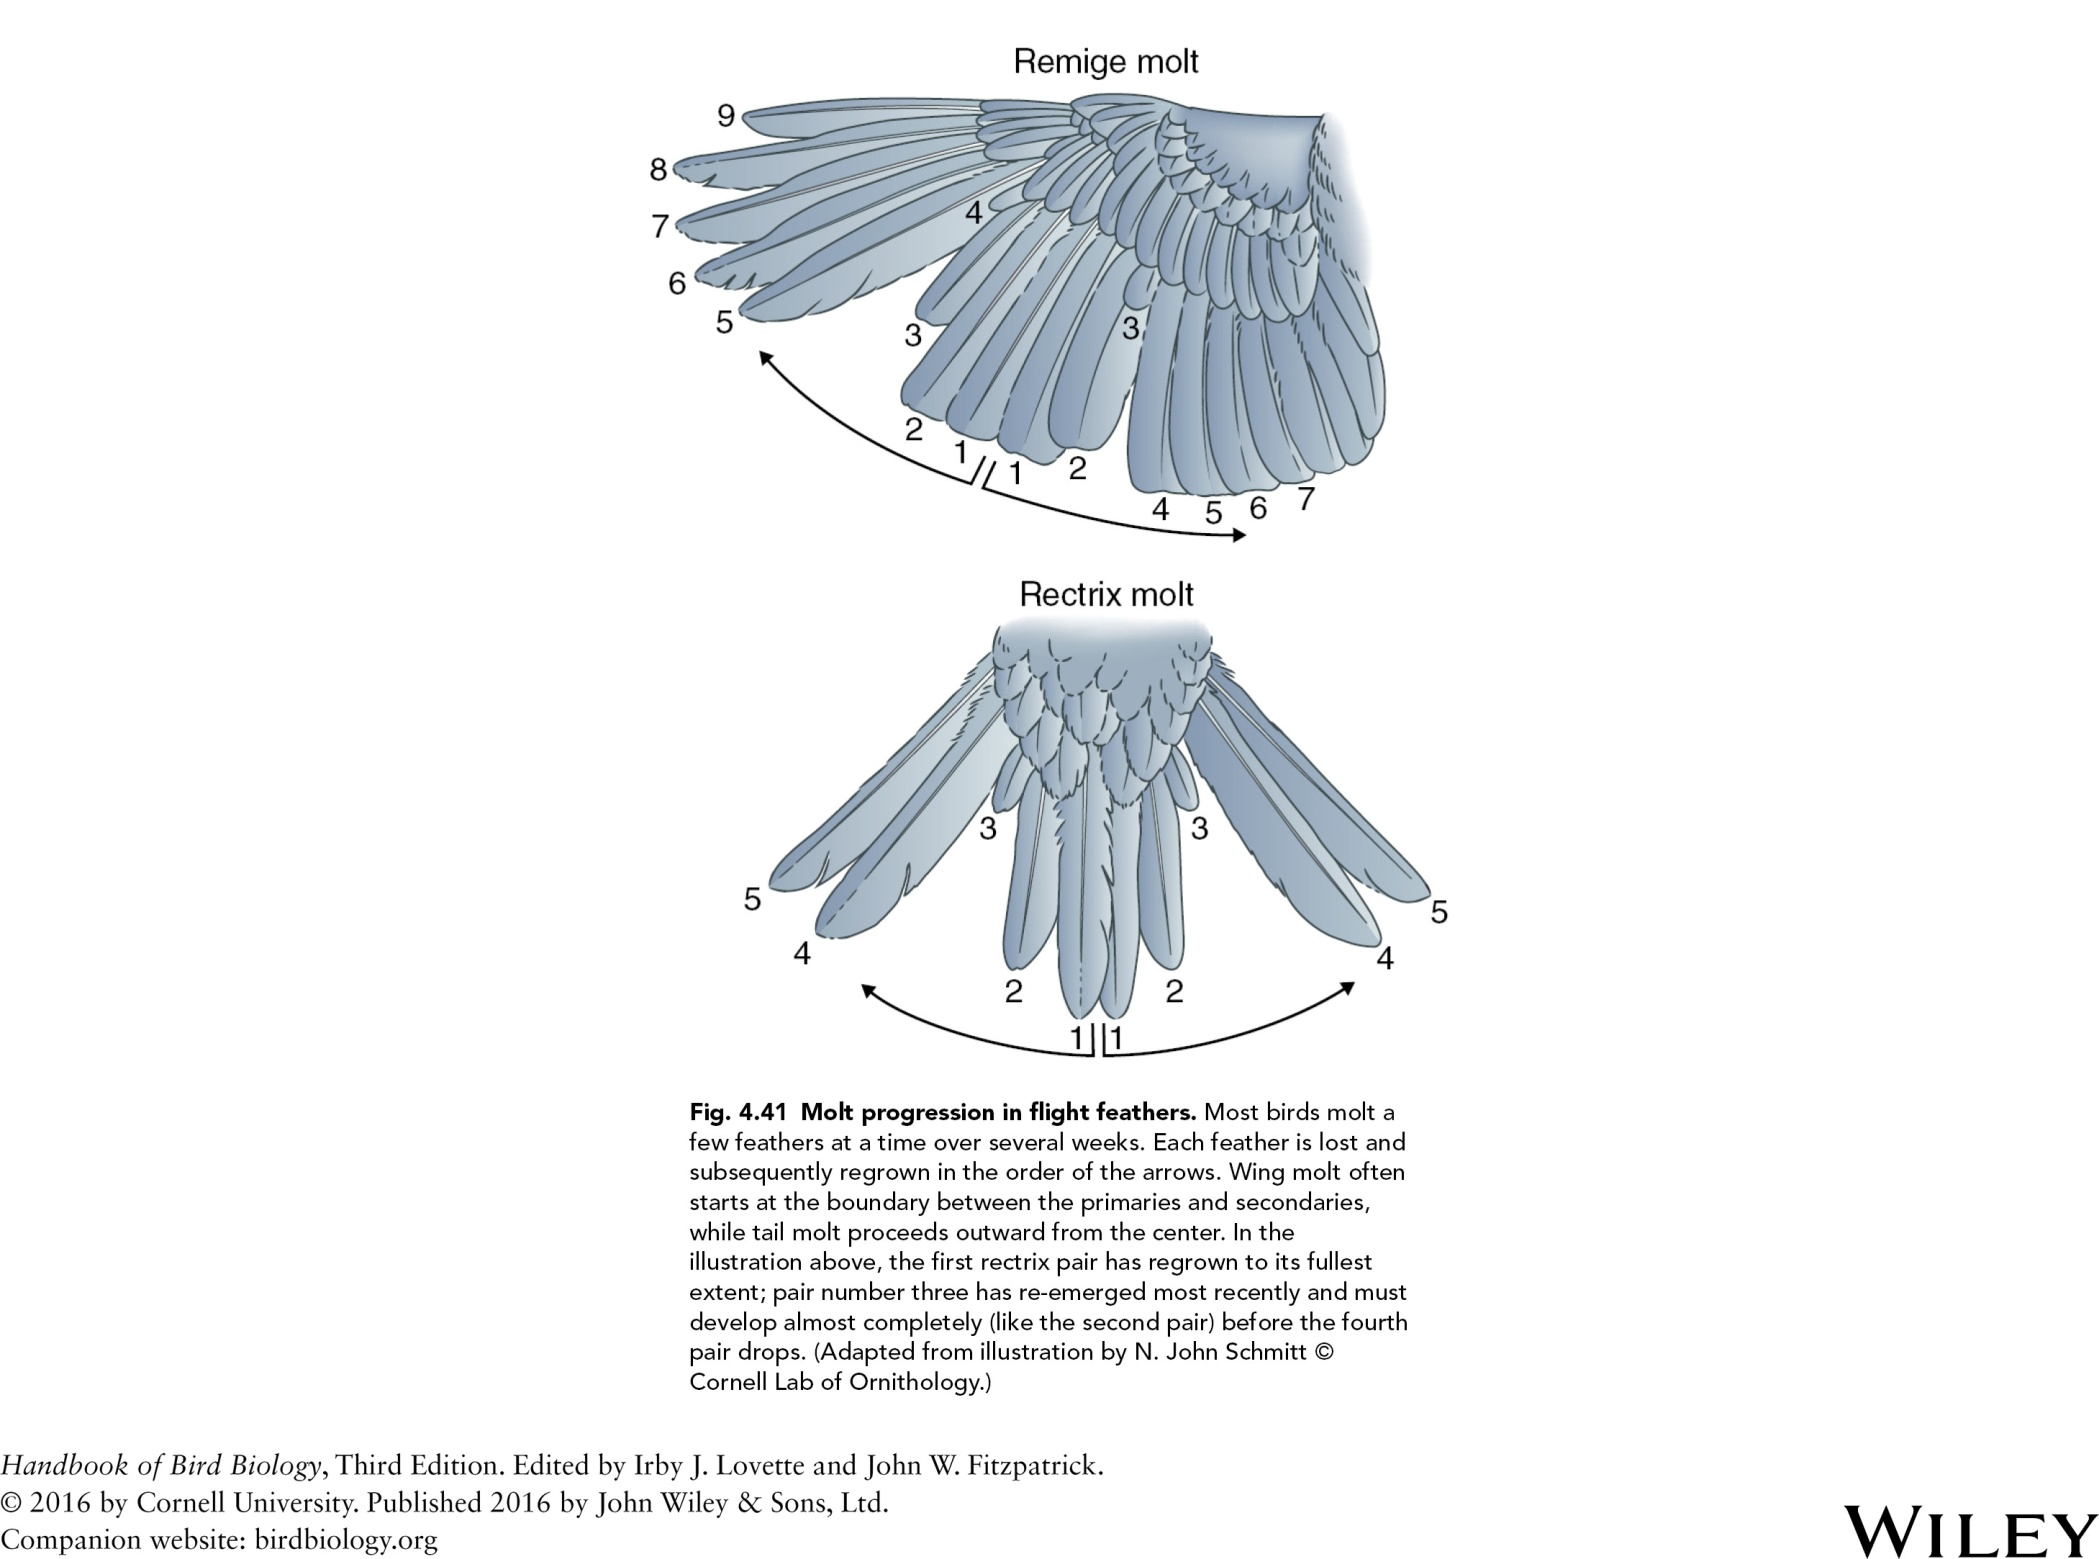 Remige molt
9
8
7
6
5
4
3
2
1
1
2
3
4
5
6
7
Rectrix molt
5
4
3
2
1
1
2
3
4
5
Fig. 4.41 Molt progression in flight feathers. Most birds molt a
few feathers at a time over several weeks. Each feather is lost and
subsequently regrown in the order of the arrows. Wing molt often
starts at the boundary between the primaries and secondaries,
while tail molt proceeds outward from the center. In the
illustration above, the first rectrix pair has regrown to its fullest
extent; pair number three has re-emerged most recently and must
develop almost completely (like the second pair) before the fourth
pair drops. (Adapted from illustration by N. John Schmitt ©
Cornell Lab of Ornithology.)
Handbook of Bird Biology, Third Edition. Edited by Irby J. Lovette and John W. Fitzpatrick.
© 2016 by Cornell University. Published 2016 by John Wiley & Sons, Ltd.
Companion website: birdbiology.org
WILEY